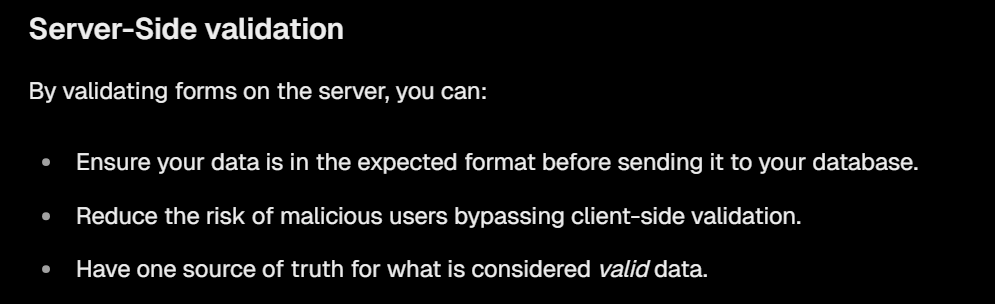 Server-Side validation
By validating forms on the server, you can:
• Ensure your data is in the expected format before sending it to your database.
• Reduce the risk of malicious users bypassing client-side validation.
• Have one source of truth for what is considered valid data.